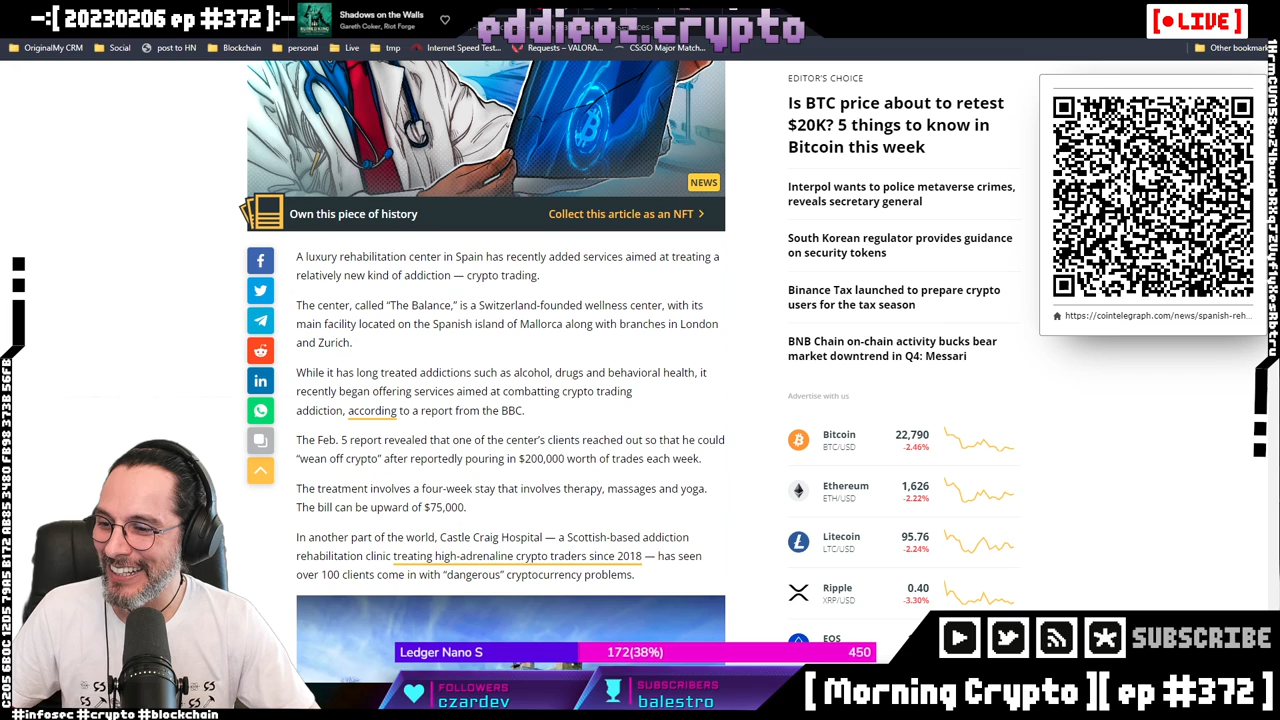 -:[ 20230206 ep #372 ]:-
Shadows on the Walls
Gareth Coker, Riot Forge
eddieoz.crypto
[ LIVE ]
OriginalMy CRM
Social
post to HN
Blockchain
personal
Live
tmp
Internet Speed Test...
Requests – VALORA...
CS:GO Major Match...
Other bookmark
NEWS
Own this piece of history
Collect this article as an NFT >
A luxury rehabilitation center in Spain has recently added services aimed at treating a
relatively new kind of addiction — crypto trading.
The center, called “The Balance,” is a Switzerland-founded wellness center, with its
main facility located on the Spanish island of Mallorca along with branches in London
and Zurich.
While it has long treated addictions such as alcohol, drugs and behavioral health, it
recently began offering services aimed at combatting crypto trading
addiction, according to a report from the BBC.
The Feb. 5 report revealed that one of the center’s clients reached out so that he could
“wean off crypto” after reportedly pouring in $200,000 worth of trades each week.
The treatment involves a four-week stay that involves therapy, massages and yoga.
The bill can be upward of $75,000.
In another part of the world, Castle Craig Hospital — a Scottish-based addiction
rehabilitation clinic treating high-adrenaline crypto traders since 2018 — has seen
over 100 clients come in with “dangerous” cryptocurrency problems.
EDITOR'S CHOICE
Is BTC price about to retest
$20K? 5 things to know in
Bitcoin this week
Interpol wants to police metaverse crimes,
reveals secretary general
South Korean regulator provides guidance
on security tokens
Binance Tax launched to prepare crypto
users for the tax season
BNB Chain on-chain activity bucks bear
market downtrend in Q4: Messari
Advertise with us
Bitcoin 22,790
BTC/USD -2.46%
Ethereum 1,626
ETH/USD -2.22%
Litecoin 95.76
LTC/USD -2.24%
Ripple 0.40
XRP/USD -3.30%
EOS
https://cointelegraph.com/news/spanish-reh...
Ledger Nano S 172(38%) 450
FOLLOWERS
czardev
SUBSCRIBERS
balestro
SUBSCRIBE
[ Morning Crypto ][ ep #372 ]
#infosec #crypto #blockchain